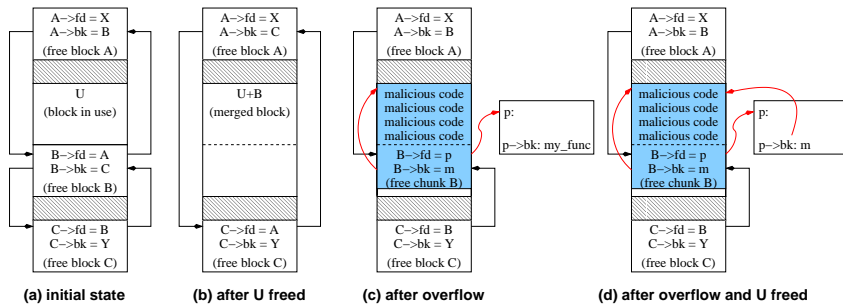 A->fd = X
A->bk = B
(free block A)
U
(block in use)
B->fd = A
B->bk = C
(free block B)
C->fd = B
C->bk = Y
(free block C)
(a) initial state
A->fd = X
A->bk = C
(free block A)
U+B
(merged block)
C->fd = A
C->bk = Y
(free block C)
(b) after U freed
A->fd = X
A->bk = B
(free block A)
malicious code
malicious code
malicious code
malicious code
B->fd = p
B->bk = m
(free chunk B)
C->fd = B
C->bk = Y
(free block C)
p:
p->bk: my_func
(c) after overflow
A->fd = X
A->bk = B
(free block A)
malicious code
malicious code
malicious code
malicious code
B->fd = p
B->bk = m
(free chunk B)
C->fd = B
C->bk = Y
(free block C)
p:
p->bk: m
(d) after overflow and U freed